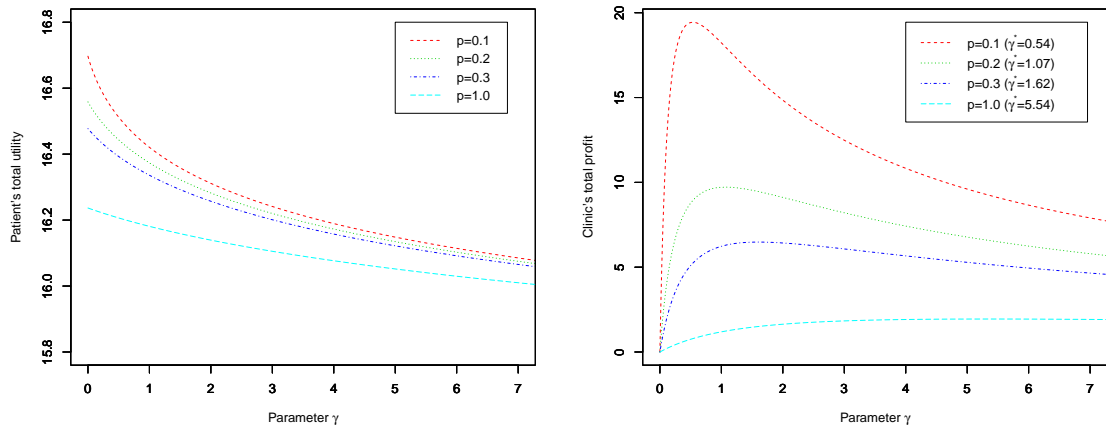 Patient's total utility
16.8
16.6
16.4
16.2
16.0
15.8
0 1 2 3 4 5 6 7
Parameter γ
p=0.1
p=0.2
p=0.3
p=1.0
Clinic's total profit
20
15
10
5
0
0 1 2 3 4 5 6 7
Parameter γ
p=0.1 (γ*=0.54)
p=0.2 (γ*=1.07)
p=0.3 (γ*=1.62)
p=1.0 (γ*=5.54)